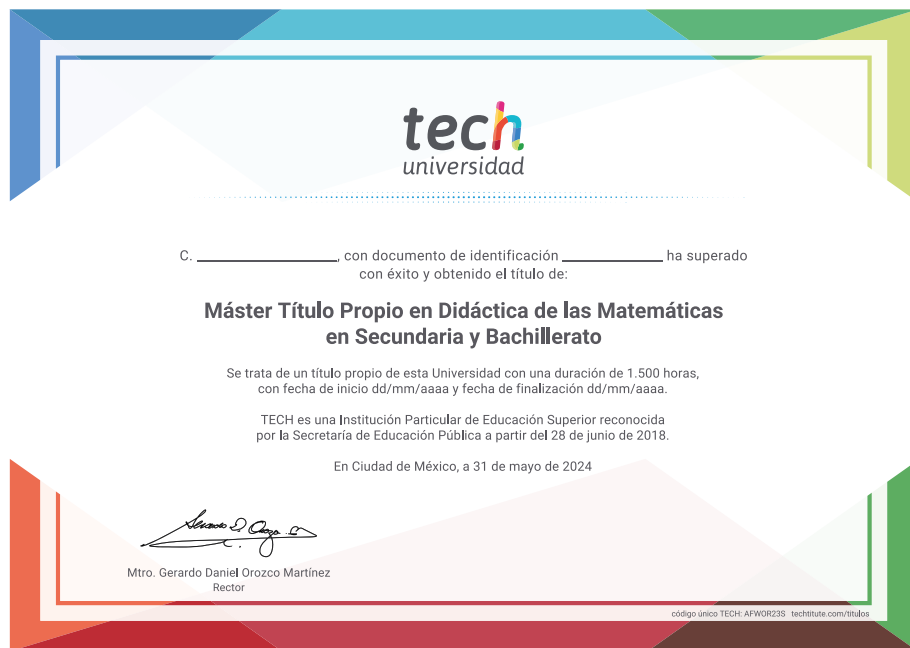 tech
universidad
C. ____________, con documento de identificación ____________ ha superado
con éxito y obtenido el título de:
Máster Título Propio en Didáctica de las Matemáticas
en Secundaria y Bachillerato
Se trata de un título propio de esta Universidad con una duración de 1.500 horas,
con fecha de inicio dd/mm/aaaa y fecha de finalización dd/mm/aaaa.
TECH es una Institución Particular de Educación Superior reconocida
por la Secretaría de Educación Pública a partir del 28 de junio de 2018.
En Ciudad de México, a 31 de mayo de 2024
Mtro. Gerardo Daniel Orozco Martínez
Rector
código único TECH: AFWOR23S techtitute.com/titulos